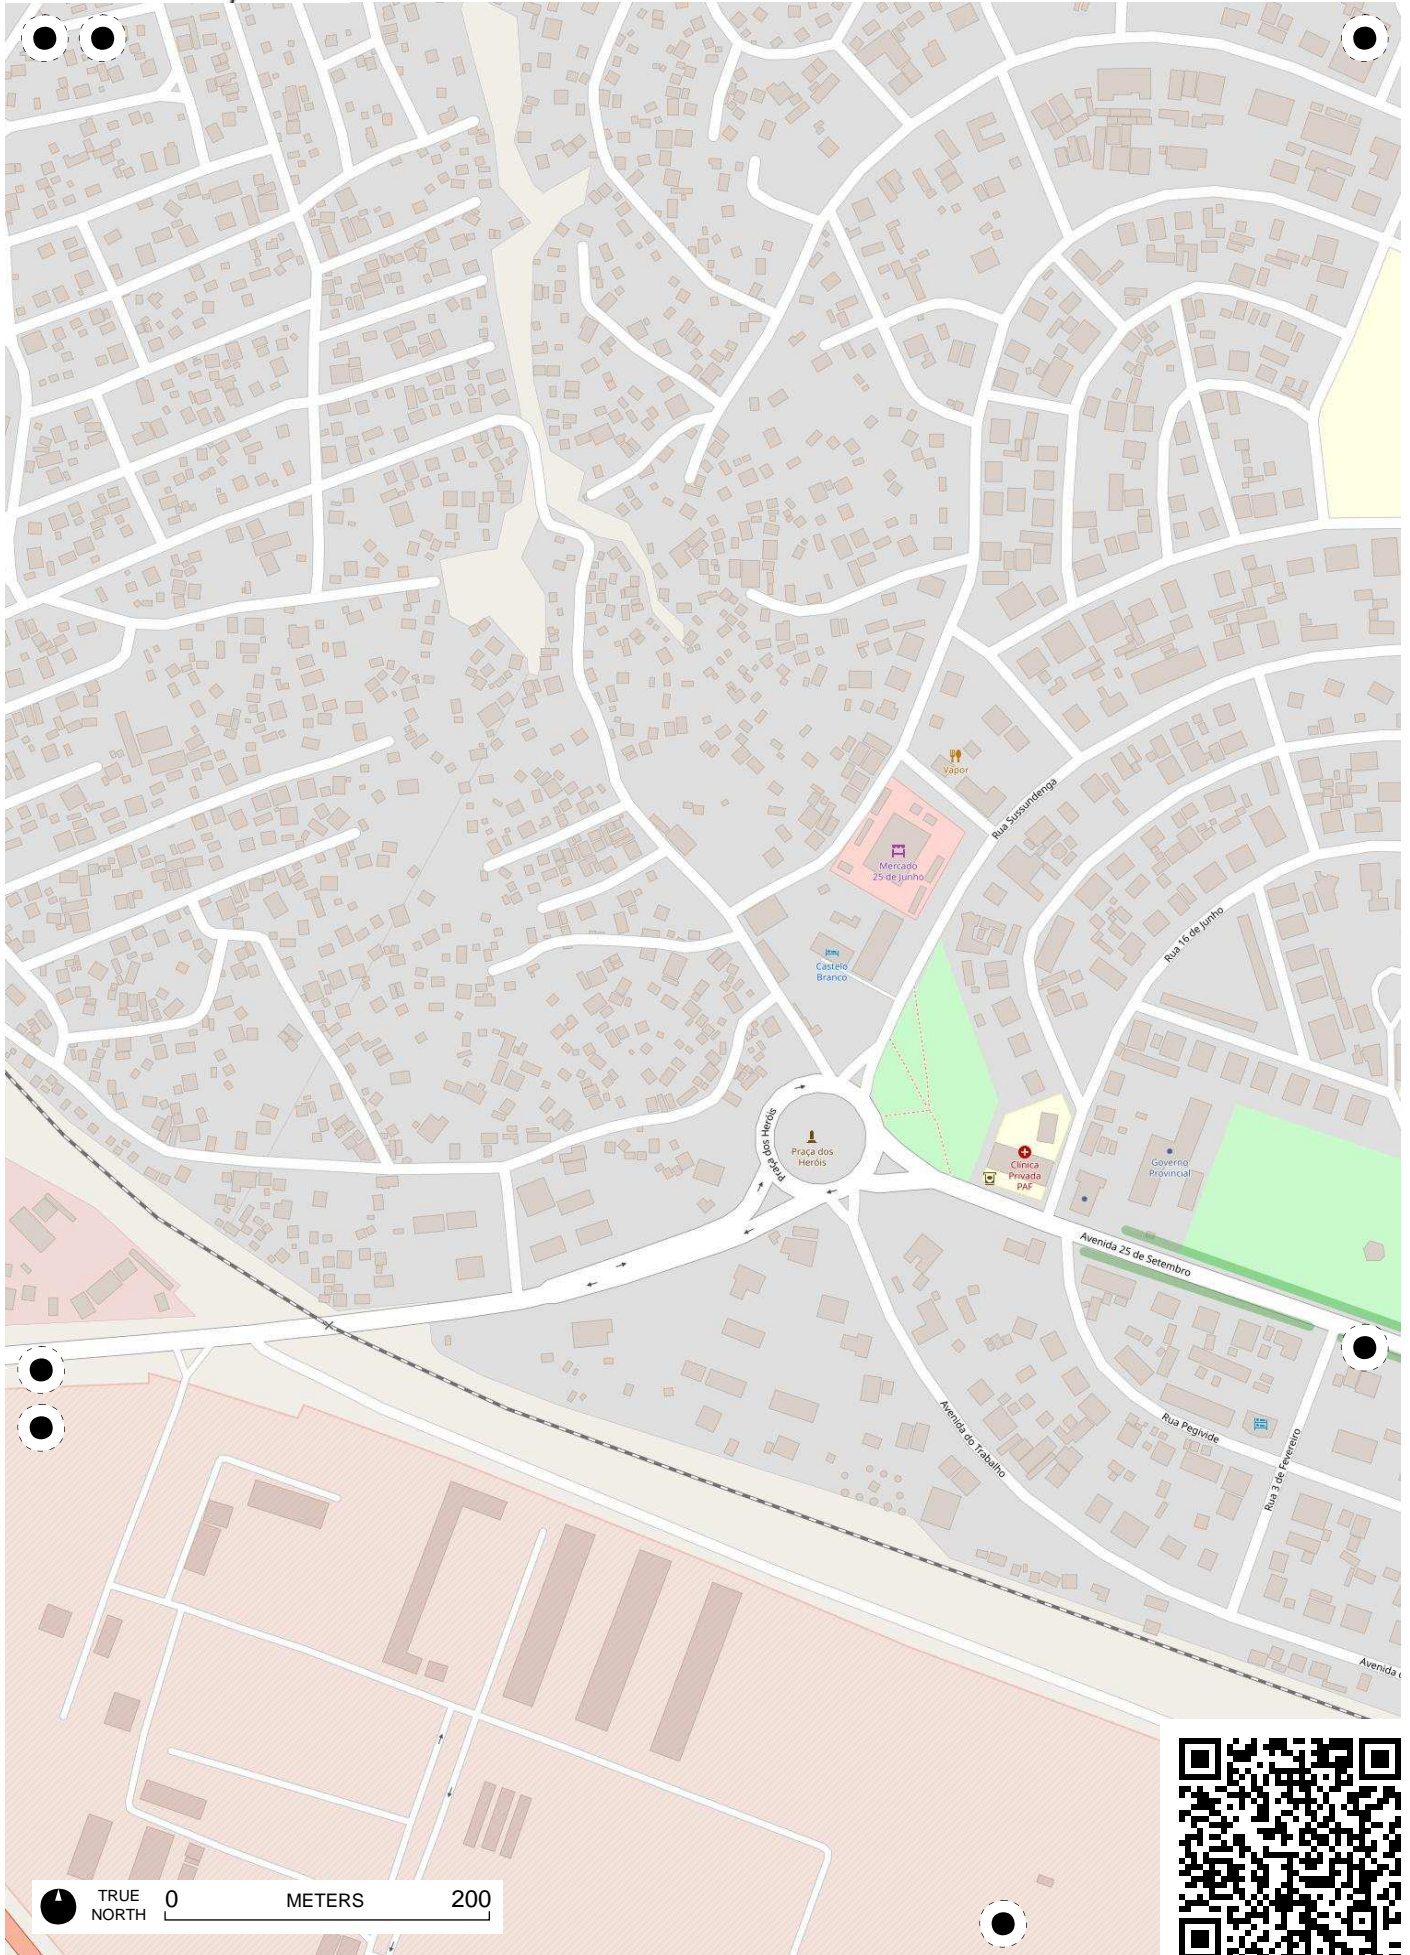 Vapor
Rua Sussundenga
Mercado
25 de Junho
Rua 16 de Junho
Castelo
Branco
Praça dos Heróis
Praça dos
Heróis
Clínica
Privada
PAF
Governo
Provincial
Avenida 25 de Setembro
Avenida do Trabalho
Rua Pegivide
Rua 3 de Fevereiro
Avenida
TRUE
NORTH
0 METERS 200